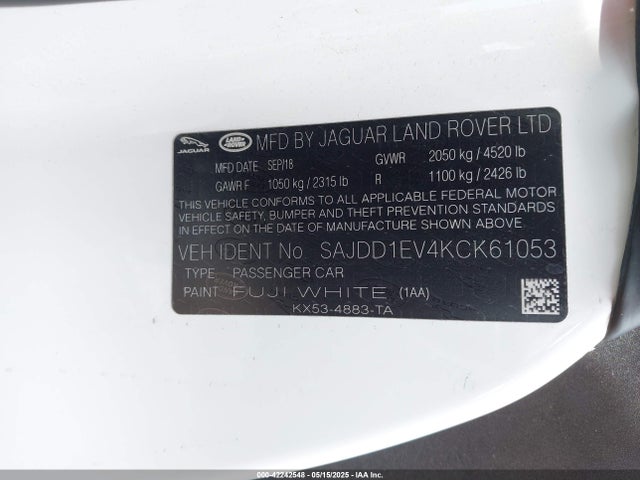 JAGUAR LAND ROVER MFD BY JAGUAR LAND ROVER LTD
MFD DATE SEP/18 GVWR 2050 kg / 4520 lb
GAWR F 1050 kg / 2315 lb R 1100 kg / 2426 lb
THIS VEHICLE CONFORMS TO ALL APPLICABLE FEDERAL MOTOR
VEHICLE SAFETY, BUMPER AND THEFT PREVENTION STANDARDS
IN EFFECT ON THE DATE OF MANUFACTURE SHOWN ABOVE.
VEH IDENT No. SAJDD1EV4KCK61053
TYPE: PASSENGER CAR
PAINT: FUJI WHITE (1AA)
KX53-4883-TA
000-42242548 - 05/15/2025 - IAA Inc.